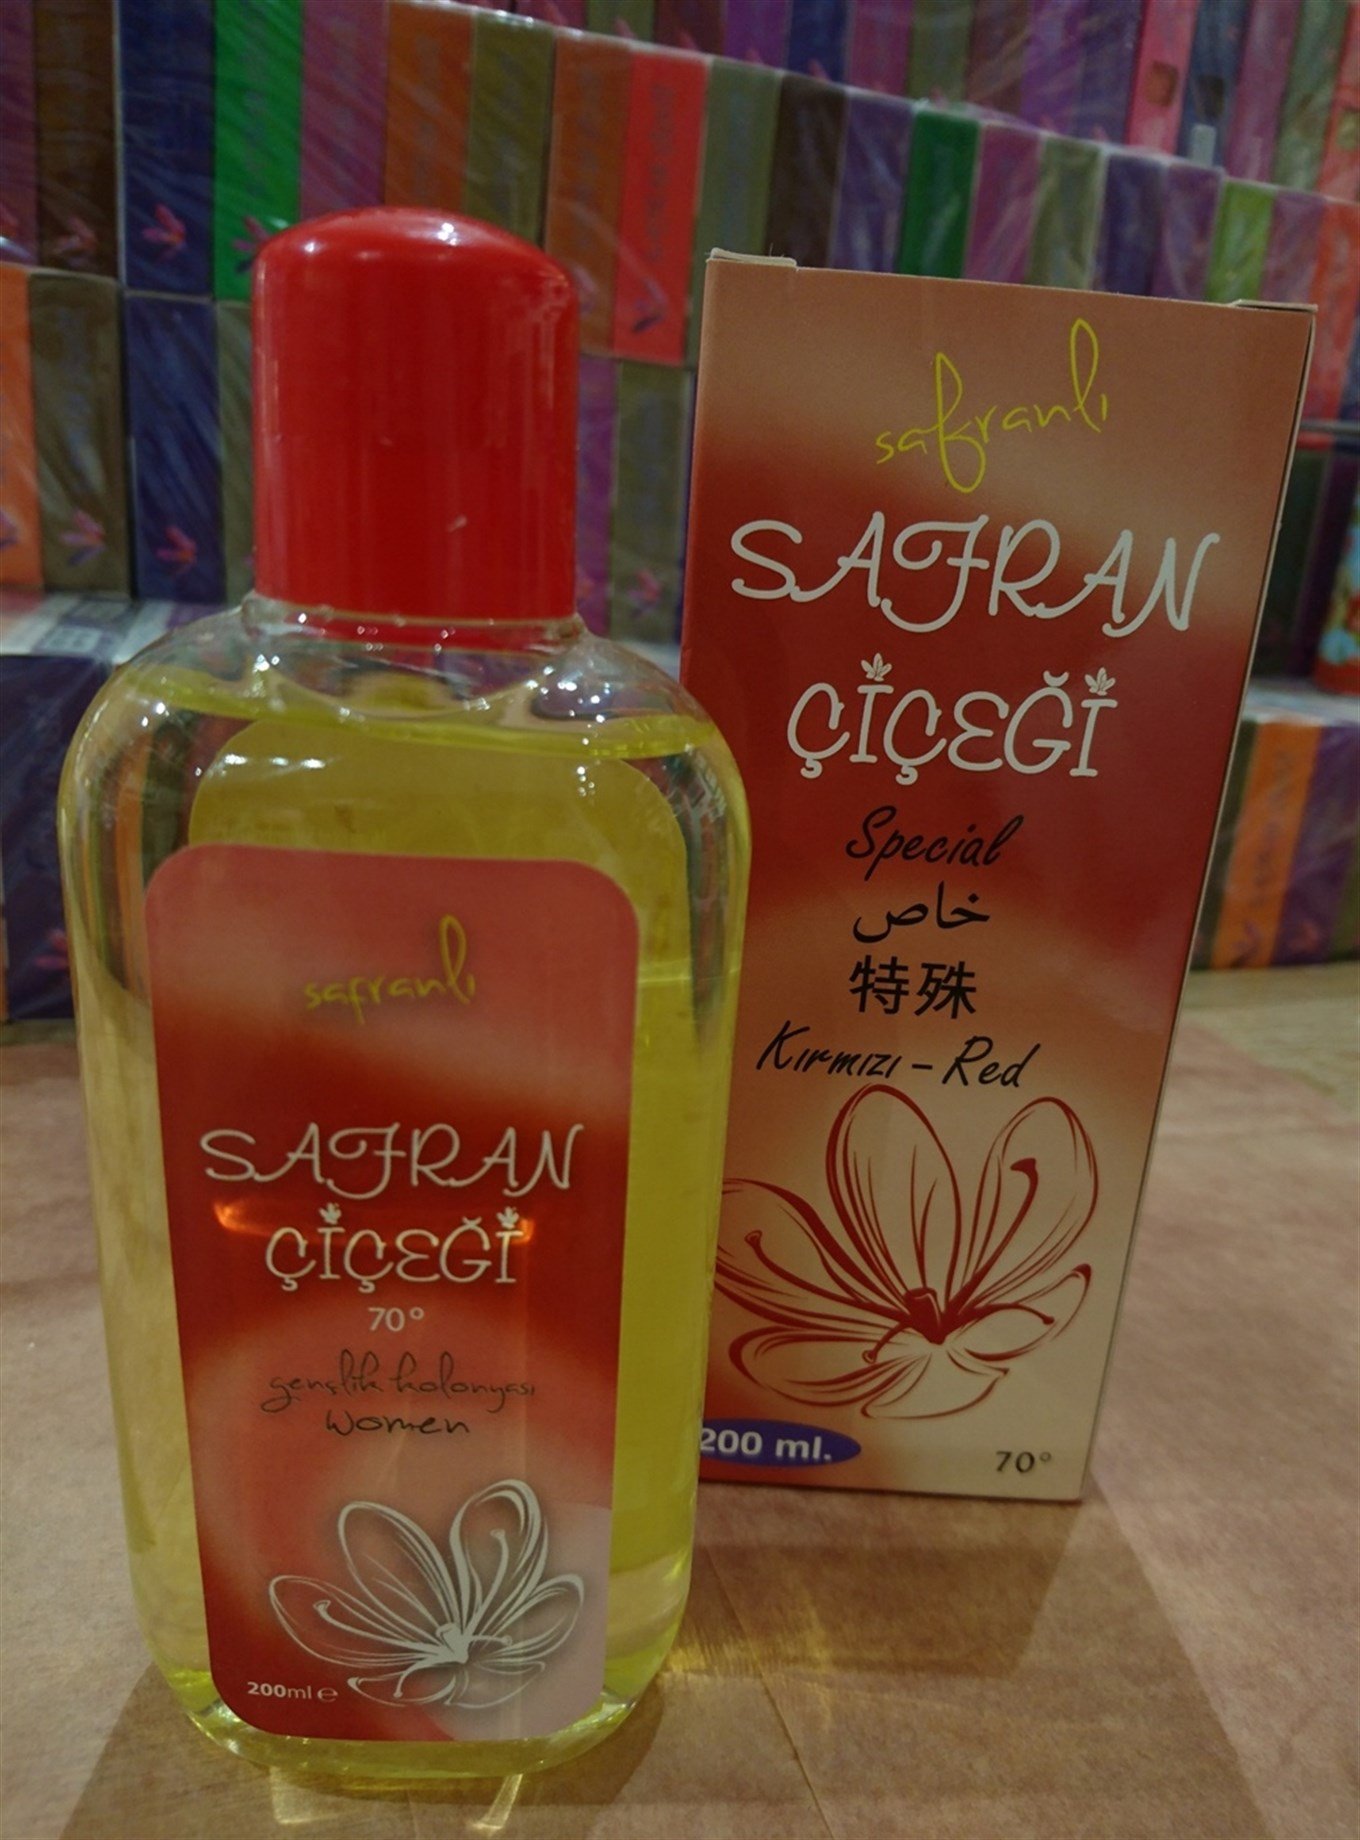 safranlı
SAFRAN
ÇİÇEĞİ
70°
gençlik kolonyası
Women
200ml ℮
safranlı
SAFRAN
ÇİÇEĞİ
Special
خاص
特殊
Kırmızı - Red
200 ml.
70°